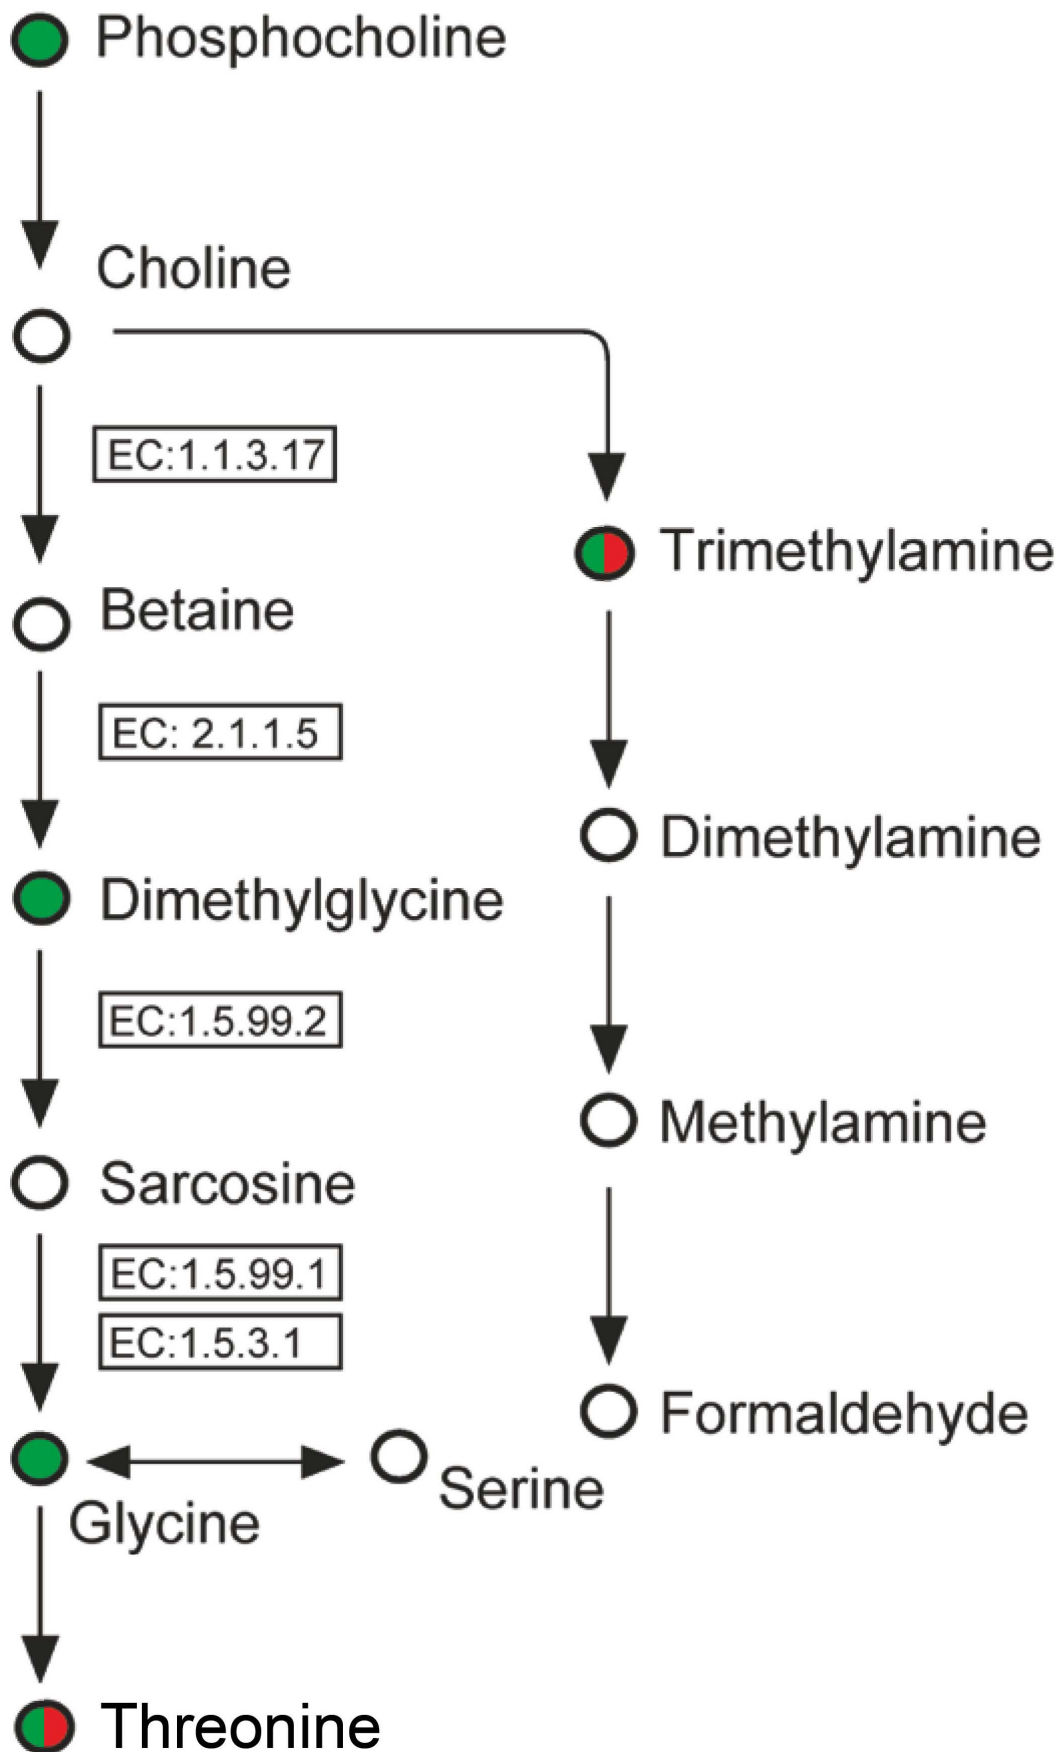 Phosphocholine
Choline
EC:1.1.3.17
Trimethylamine
Betaine
EC: 2.1.1.5
Dimethylamine
Dimethylglycine
EC:1.5.99.2
Methylamine
Sarcosine
EC:1.5.99.1
EC:1.5.3.1
Formaldehyde
Serine
Glycine
Threonine